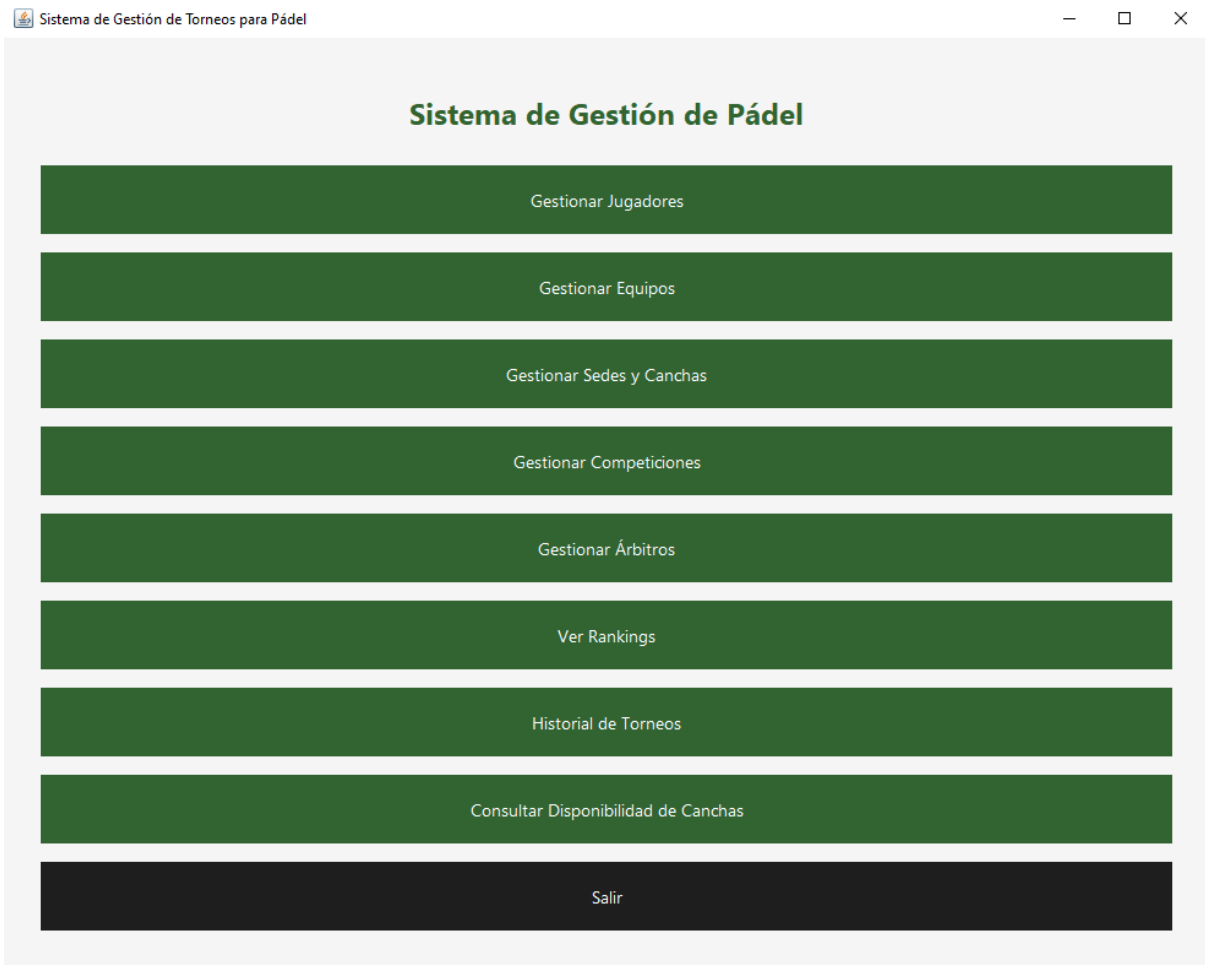 Sistema de Gestión de Torneos para Pádel
Sistema de Gestión de Pádel
Gestionar Jugadores
Gestionar Equipos
Gestionar Sedes y Canchas
Gestionar Competiciones
Gestionar Árbitros
Ver Rankings
Historial de Torneos
Consultar Disponibilidad de Canchas
Salir